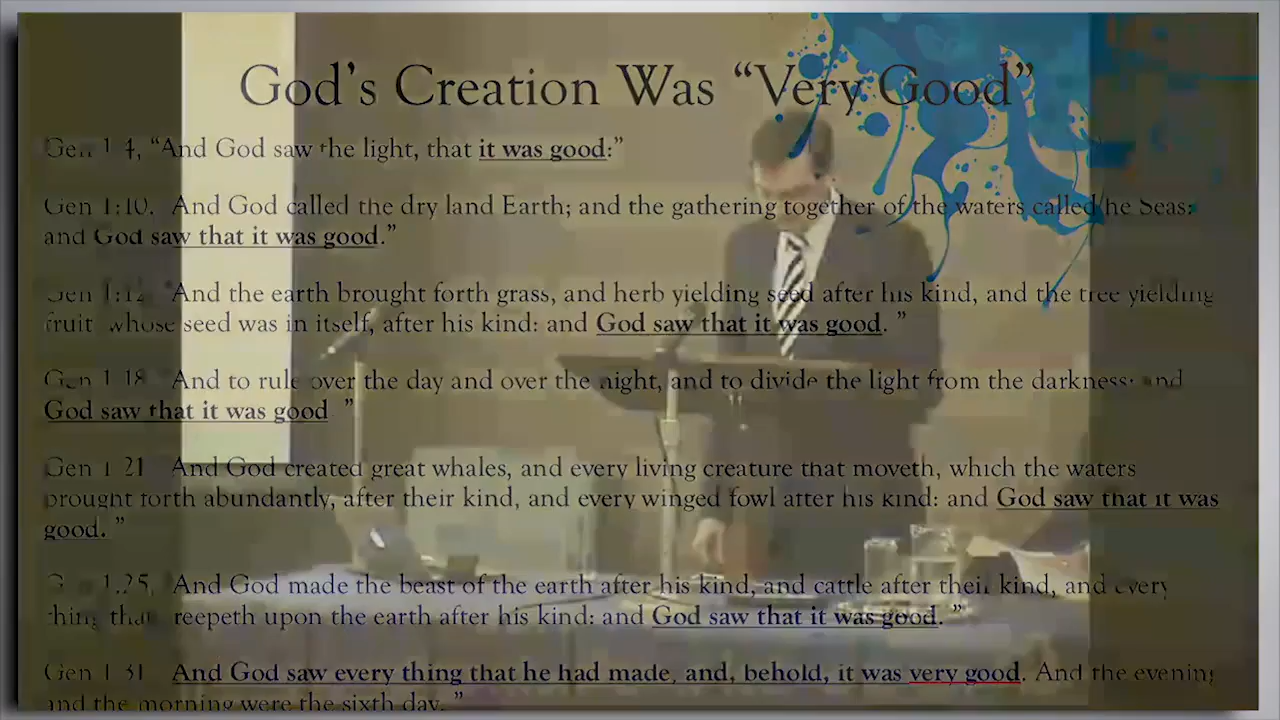 God's Creation Was “Very Good”
Gen 1 4, “And God saw the light, that it was good:”
Gen 1:10, And God called the dry land Earth; and the gathering together of the waters called he Seas:
and God saw that it was good.”
Gen 1:12 “And the earth brought forth grass, and herb yielding seed after his kind, and the tree yielding
fruit whose seed was in itself, after his kind: and God saw that it was good. ”
Gen 1 18 And to rule over the day and over the night, and to divide the light from the darkness: and
God saw that it was good. ”
Gen 1 21 And God created great whales, and every living creature that moveth, which the waters
brought forth abundantly, after their kind, and every winged fowl after his kind: and God saw that it was
good. ”
1.25, And God made the beast of the earth after his kind, and cattle after their kind, and every
thing that creepeth upon the earth after his kind: and God saw that it was good. ”
Gen 1 31 And God saw every thing that he had made, and, behold, it was very good. And the evening
and the morning were the sixth day. ”